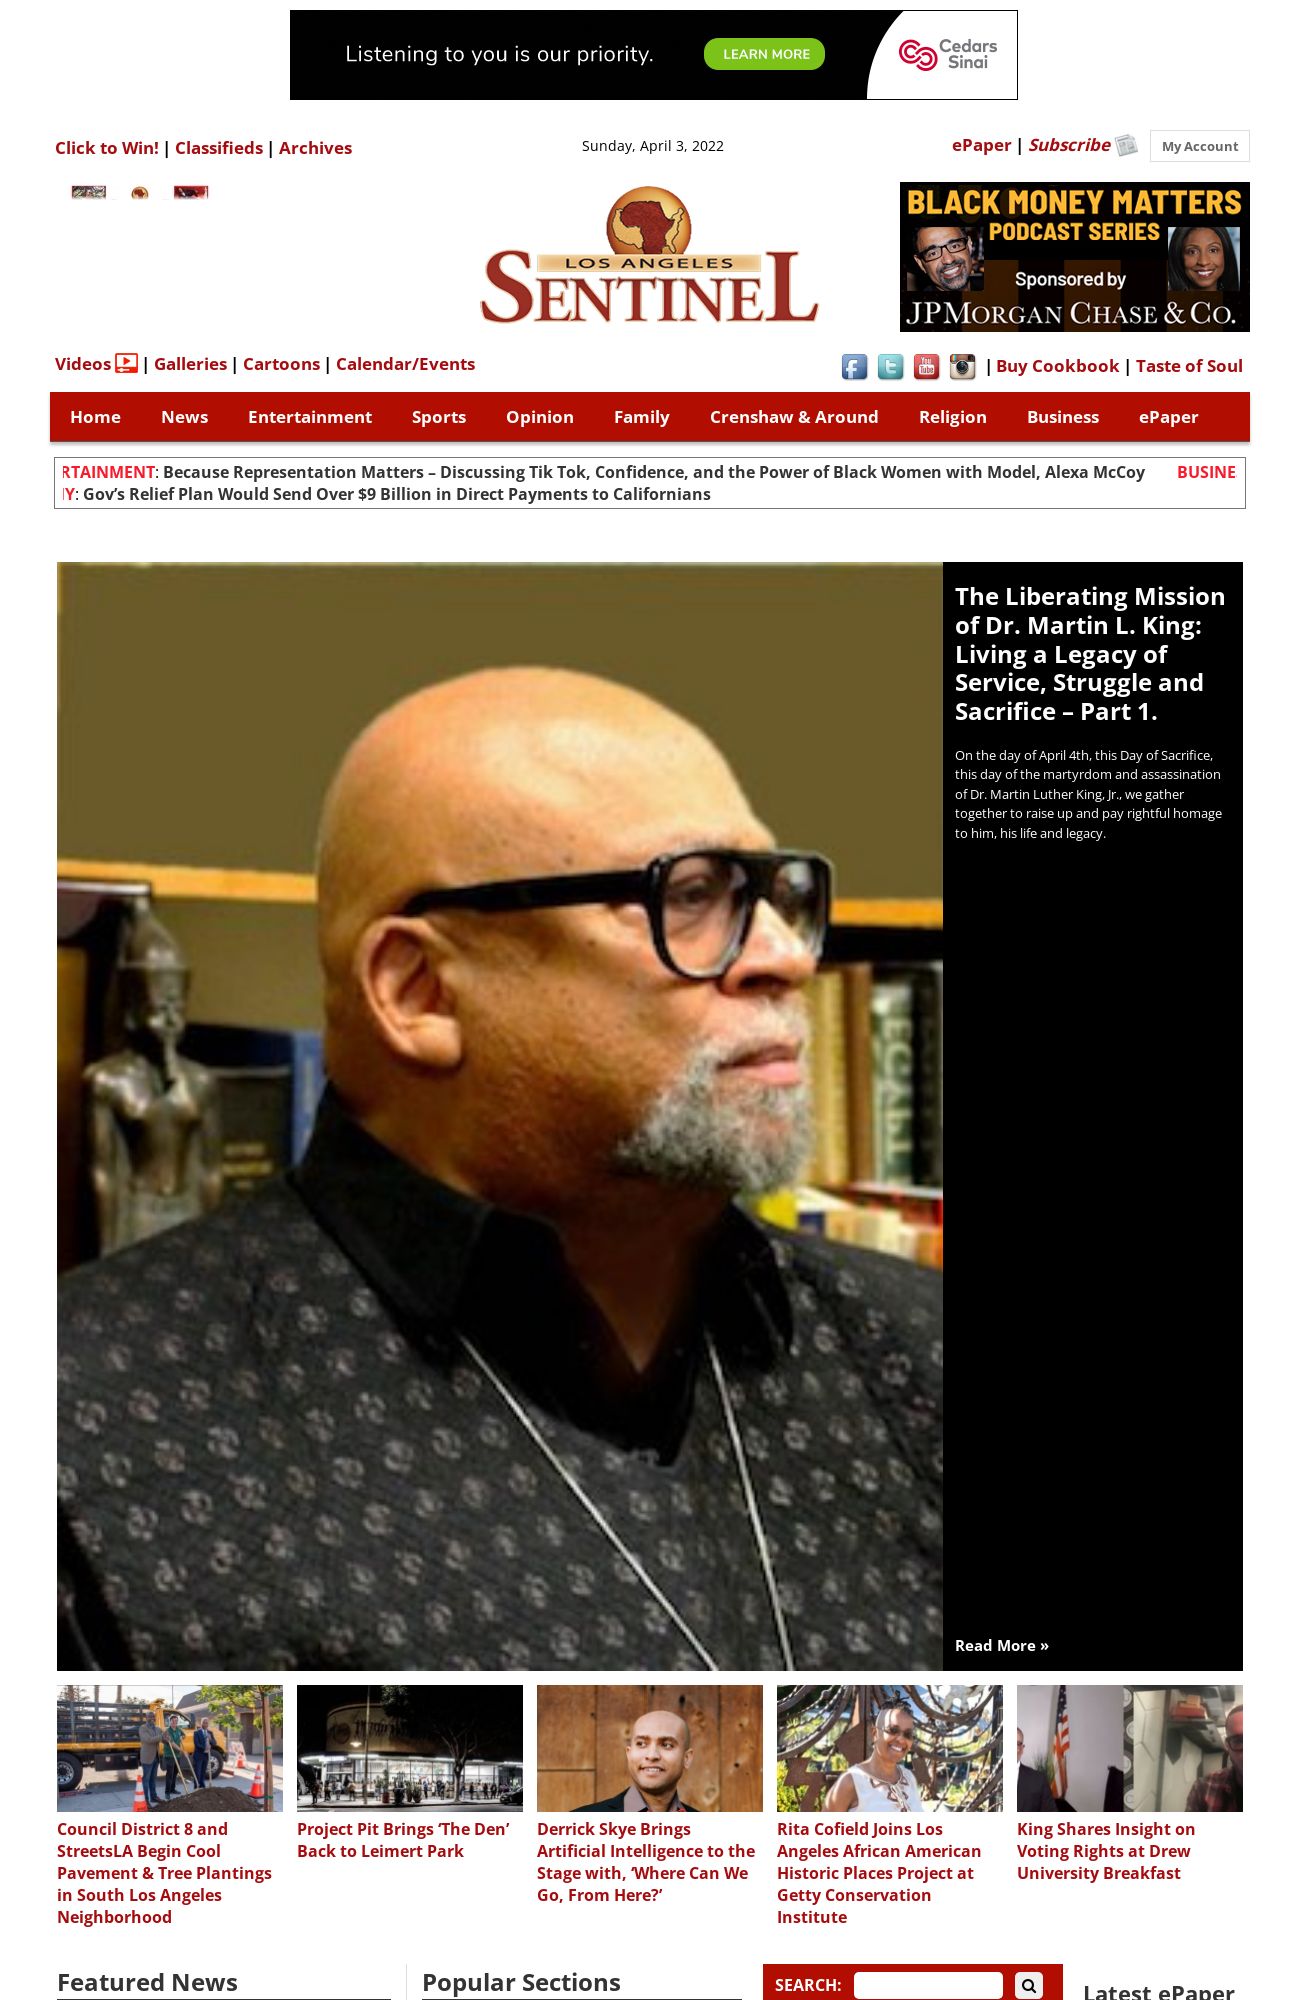 Listening to you is our priority.
LEARN MORE
Cedars
Sinai
Click to Win! | Classifieds | Archives
Sunday, April 3, 2022
ePaper | Subscribe
My Account
LOS ANGELES
SENTINEL
BLACK MONEY MATTERS
PODCAST SERIES
Sponsored by
JPMORGAN CHASE & CO.
Videos | Galleries | Cartoons | Calendar/Events
f
t
You
Tube
| Buy Cookbook | Taste of Soul
Home News Entertainment Sports Opinion Family Crenshaw & Around Religion Business ePaper
RTAINMENT: Because Representation Matters – Discussing Tik Tok, Confidence, and the Power of Black Women with Model, Alexa McCoy BUSINE
Y: Gov’s Relief Plan Would Send Over $9 Billion in Direct Payments to Californians
The Liberating Mission
of Dr. Martin L. King:
Living a Legacy of
Service, Struggle and
Sacrifice – Part 1.
On the day of April 4th, this Day of Sacrifice,
this day of the martyrdom and assassination
of Dr. Martin Luther King, Jr., we gather
together to raise up and pay rightful homage
to him, his life and legacy.
Read More »
Council District 8 and
StreetsLA Begin Cool
Pavement & Tree Plantings
in South Los Angeles
Neighborhood
Project Pit Brings ‘The Den’
Back to Leimert Park
Derrick Skye Brings
Artificial Intelligence to the
Stage with, ‘Where Can We
Go, From Here?’
Rita Cofield Joins Los
Angeles African American
Historic Places Project at
Getty Conservation
Institute
King Shares Insight on
Voting Rights at Drew
University Breakfast
Featured News
Popular Sections
SEARCH:
Latest ePaper